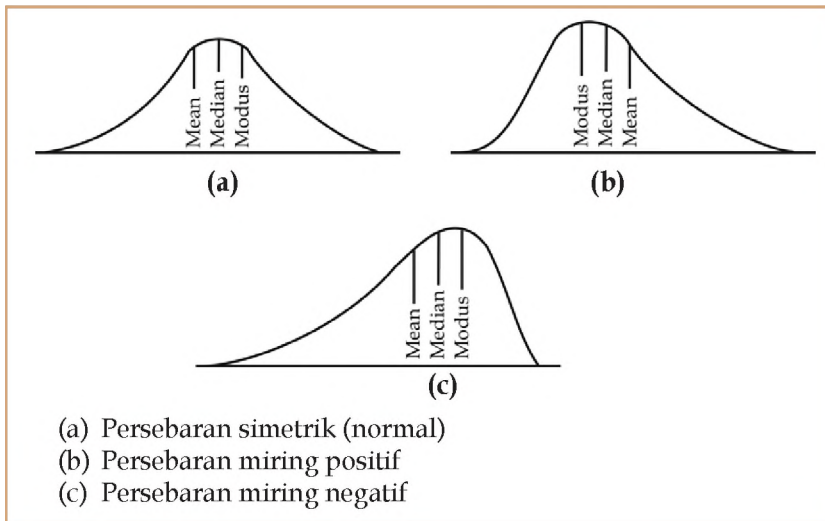 Mean
Median
Modus
(a)
Modus
Median
Mean
(b)
Mean
Median
Modus
(c)
(a) Persebaran simetrik (normal)
(b) Persebaran miring positif
(c) Persebaran miring negatif